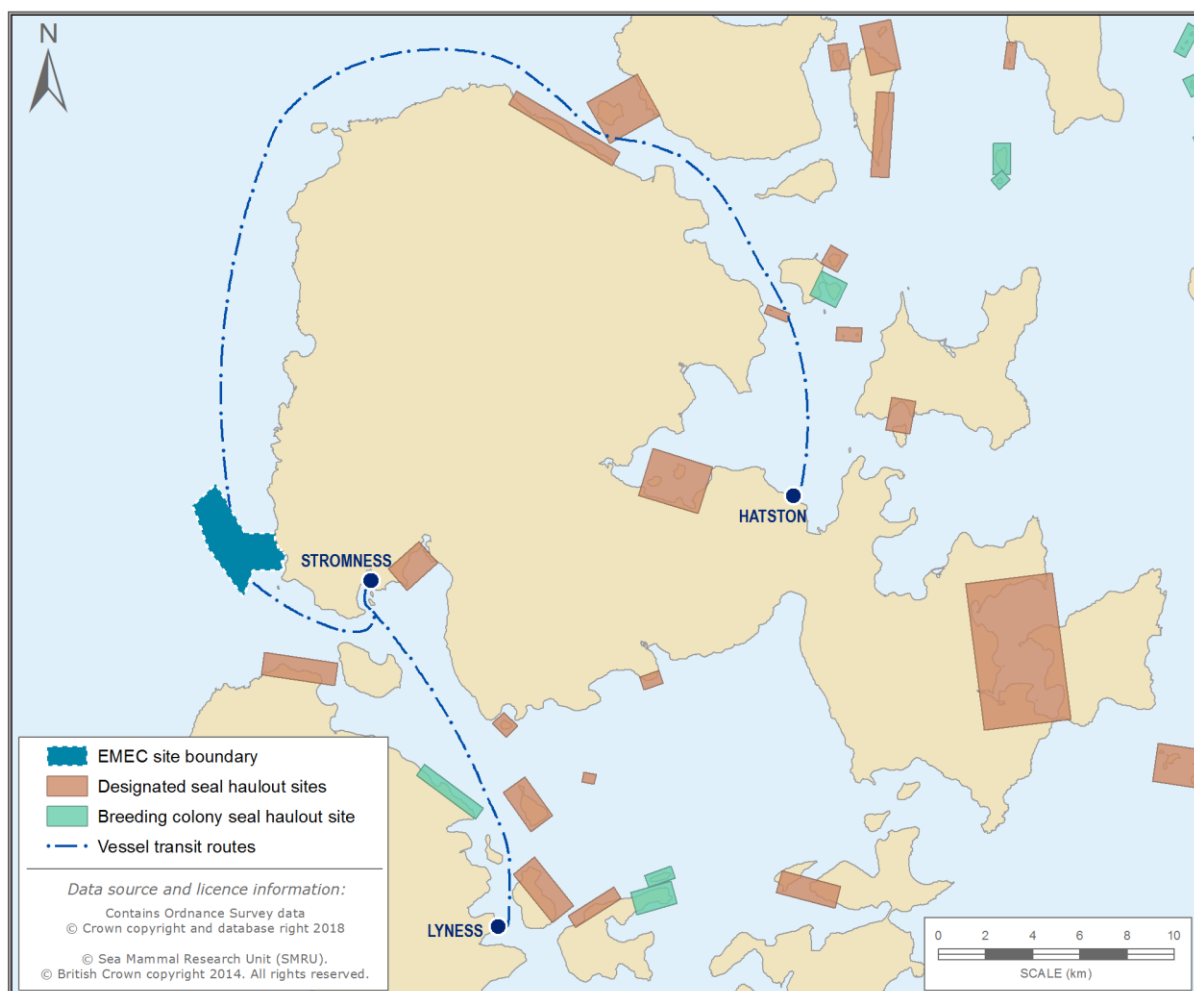 N
HATSTON
STROMNESS
LYNESS
EMEC site boundary
Designated seal haulout sites
Breeding colony seal haulout site
Vessel transit routes
Data source and licence information:
Contains Ordnance Survey data
© Crown copyright and database right 2018
© Sea Mammal Research Unit (SMRU).
© British Crown copyright 2014. All rights reserved.
0 2 4 6 8 10
SCALE (km)